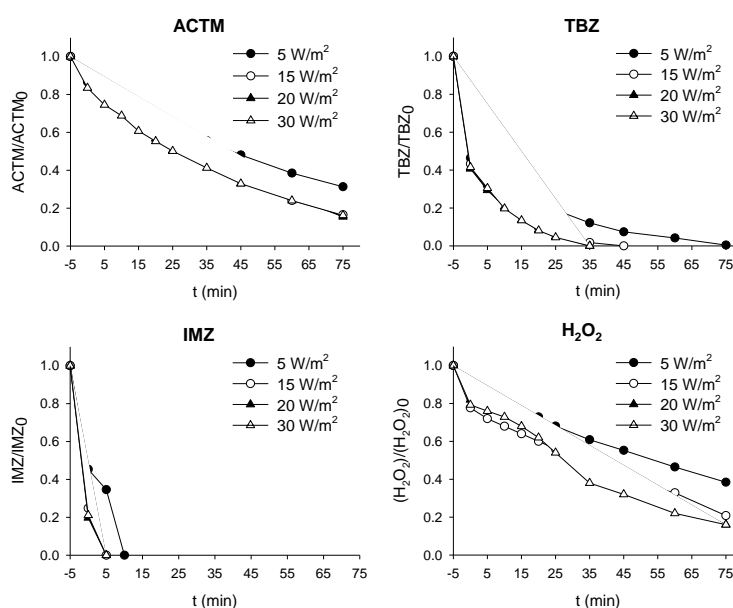 ACTM
5 W/m²
15 W/m²
20 W/m²
30 W/m²
ACTM/ACTM0
0.0
0.2
0.4
0.6
0.8
1.0
-5 5 15 25 35 45 55 65 75
t (min)
TBZ
5 W/m²
15 W/m²
20 W/m²
30 W/m²
TBZ/TBZ0
0.0
0.2
0.4
0.6
0.8
1.0
-5 5 15 25 35 45 55 65 75
t (min)
IMZ
5 W/m²
15 W/m²
20 W/m²
30 W/m²
IMZ/IMZ0
0.0
0.2
0.4
0.6
0.8
1.0
-5 5 15 25 35 45 55 65 75
t (min)
H₂O₂
5 W/m²
15 W/m²
20 W/m²
30 W/m²
(H₂O₂)/(H₂O₂)0
0.0
0.2
0.4
0.6
0.8
1.0
-5 5 15 25 35 45 55 65 75
t (min)